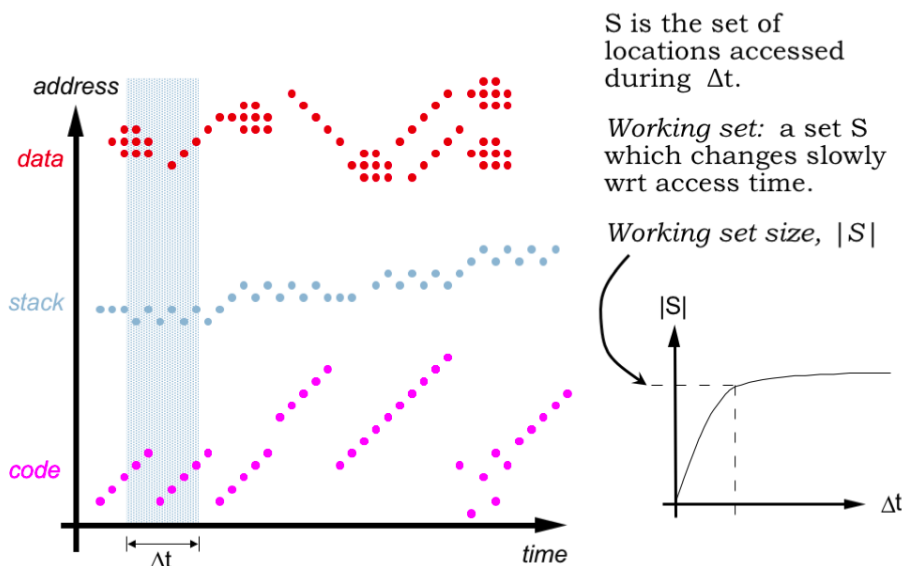 address
data
stack
code
Δt
time
S is the set of
locations accessed
during Δt.
Working set: a set S
which changes slowly
wrt access time.
Working set size, |S|
|S|
Δt